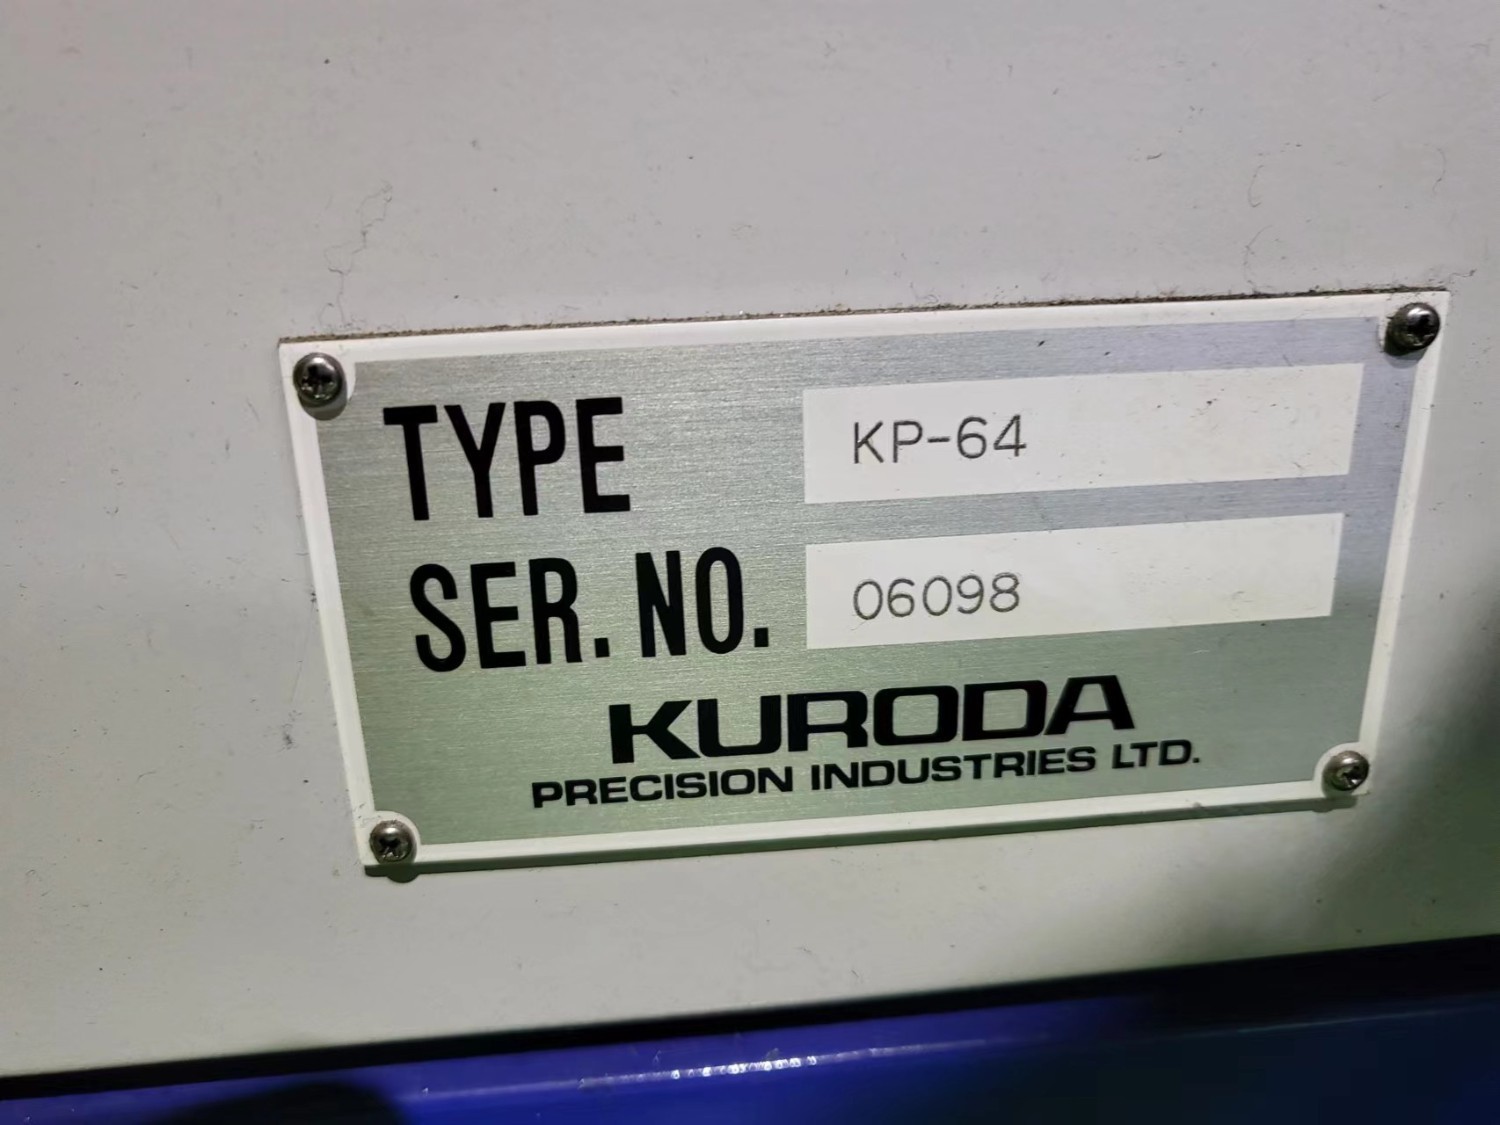 TYPE KP-64
SER. NO. 06098
KURODA
PRECISION INDUSTRIES LTD.